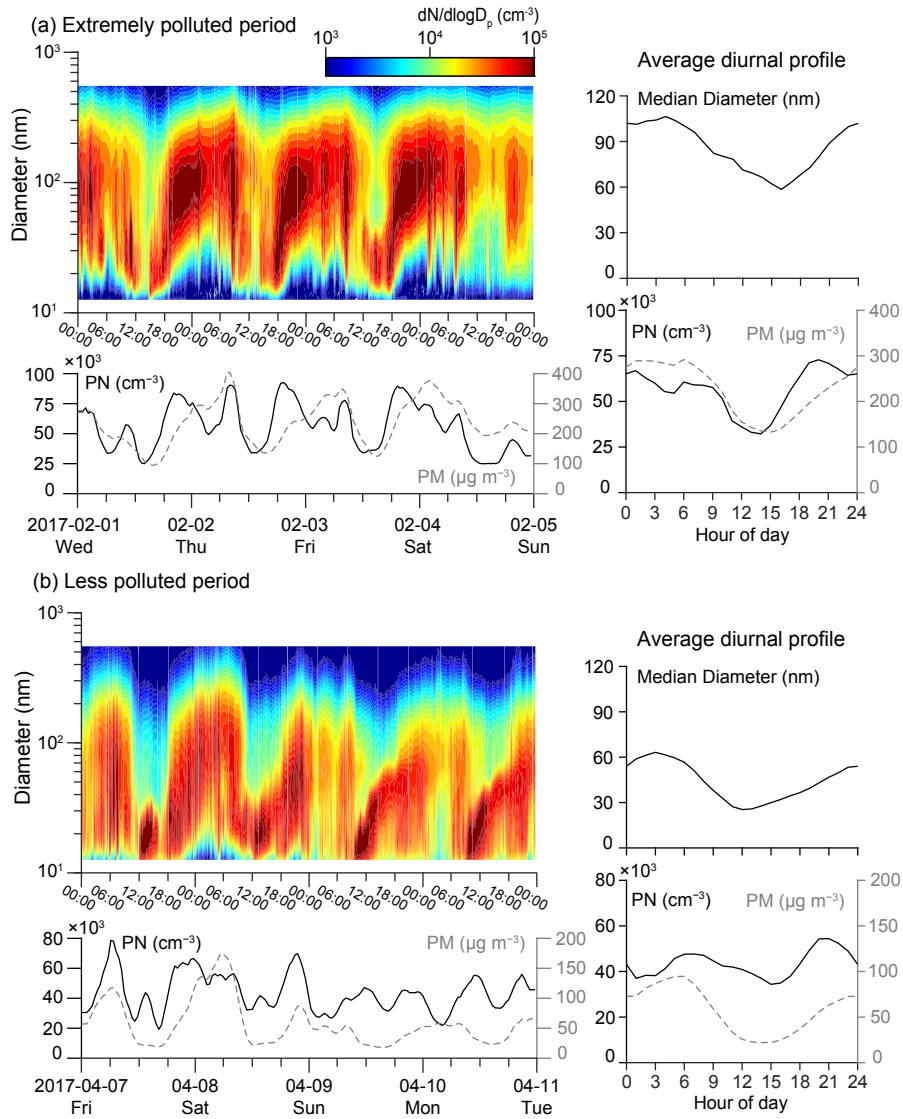 (a) Extremely polluted period
dN/dlogDp (cm⁻³)
10³ 10⁴ 10⁵
10³
10²
10¹
Diameter (nm)
00:00 06:00 12:00 18:00 00:00 06:00 12:00 18:00 00:00 06:00 12:00 18:00 00:00 06:00 12:00 18:00 00:00
Average diurnal profile
Median Diameter (nm)
120
90
60
30
0
×10³
PN (cm⁻³)
PM (µg m⁻³)
100 400
75 300
50 200
25 100
0 0
2017-02-01 02-02 02-03 02-04 02-05
Wed Thu Fri Sat Sun
×10³
PN (cm⁻³) PM (µg m⁻³)
100 400
75 300
50 200
25 100
0 0
0 3 6 9 12 15 18 21 24
Hour of day
(b) Less polluted period
10³
10²
10¹
Diameter (nm)
00:00 06:00 12:00 18:00 00:00 06:00 12:00 18:00 00:00 06:00 12:00 18:00 00:00 06:00 12:00 18:00 00:00
Average diurnal profile
Median Diameter (nm)
120
90
60
30
0
×10³
PN (cm⁻³) PM (µg m⁻³)
80 200
60 150
40 100
20 50
0 0
2017-04-07 04-08 04-09 04-10 04-11
Fri Sat Sun Mon Tue
×10³
PN (cm⁻³) PM (µg m⁻³)
80 200
60 150
40 100
20 50
0 0
0 3 6 9 12 15 18 21 24
Hour of day